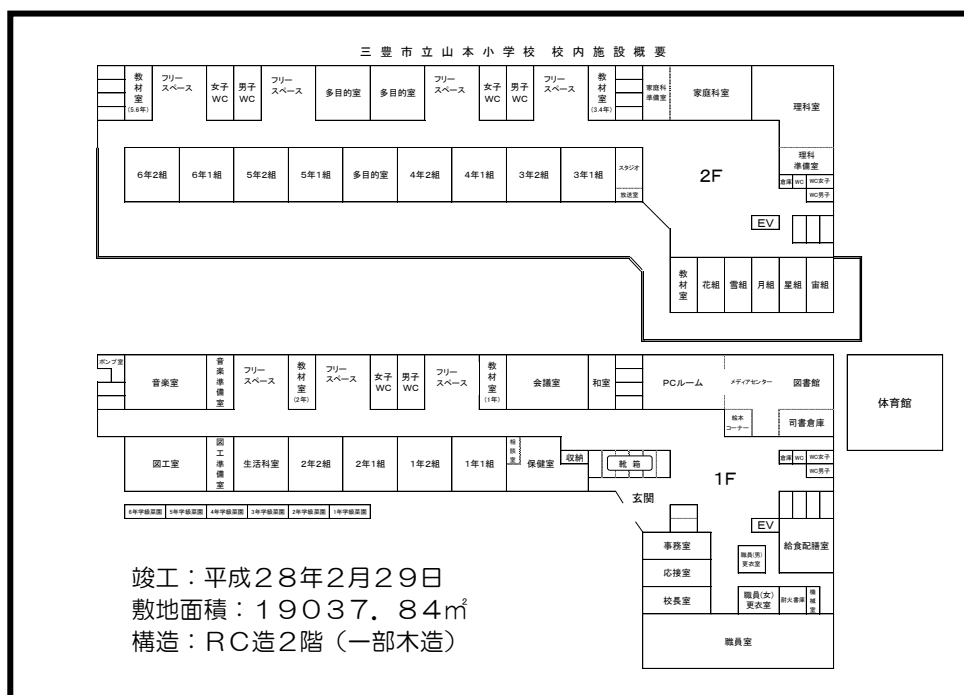 三豊市立山本小学校 校内施設概要
教材室
(5.6年)
フリースペース
女子WC
男子WC
フリースペース
多目的室
多目的室
フリースペース
女子WC
男子WC
フリースペース
教材室
(3.4年)
家庭科準備室
家庭科室
理科室
6年2組
6年1組
5年2組
5年1組
多目的室
4年2組
4年1組
3年2組
3年1組
スタジオ
放送室
2F
理科準備室
倉庫
WC
WC女子
WC男子
EV
教材室
花組
雪組
月組
星組
宙組
ポンプ室
音楽室
音楽準備室
フリースペース
教材室
(2年)
フリースペース
女子WC
男子WC
フリースペース
教材室
(1年)
会議室
和室
PCルーム
メディアセンター
図書館
体育館
絵本コーナー
司書倉庫
図工室
図工準備室
生活科室
2年2組
2年1組
1年2組
1年1組
相談室
保健室
収納
靴箱
1F
倉庫
WC
WC女子
WC男子
玄関
6年学級菜園
5年学級菜園
4年学級菜園
3年学級菜園
2年学級菜園
1年学級菜園
EV
事務室
職員(男)更衣室
給食配膳室
応接室
校長室
職員(女)更衣室
耐火書庫
機械室
職員室
竣工：平成28年2月29日
敷地面積：19037．84㎡
構造：RC造2階（一部木造）